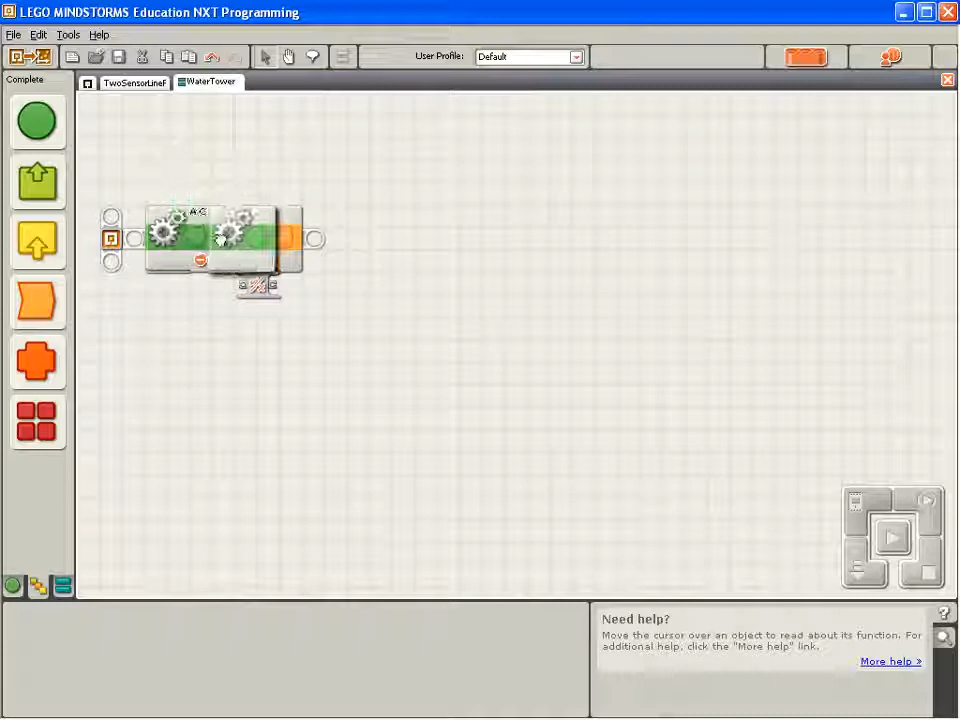 LEGO MINDSTORMS Education NXT Programming
File Edit Tools Help
User Profile: Default
Complete
TwoSensorLineF WaterTower
AC
Need help?
Move the cursor over an object to read about its function. For
additional help, click the "More help" link.
More help »